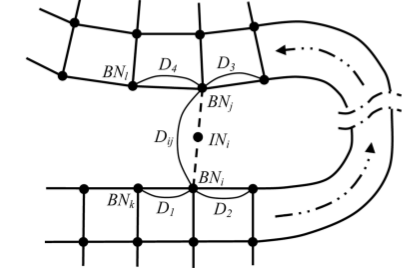 D₄ D₃
BNₗ
BNⱼ
Dᵢⱼ INᵢ
BNᵢ
BNₖ D₁ D₂